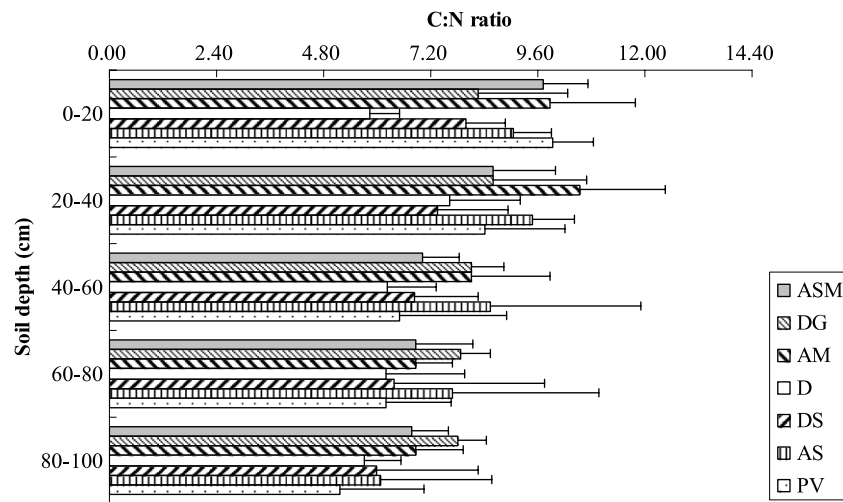 C:N ratio
0.00 2.40 4.80 7.20 9.60 12.00 14.40
Soil depth (cm)
0-20
20-40
40-60
60-80
80-100
ASM
DG
AM
D
DS
AS
PV